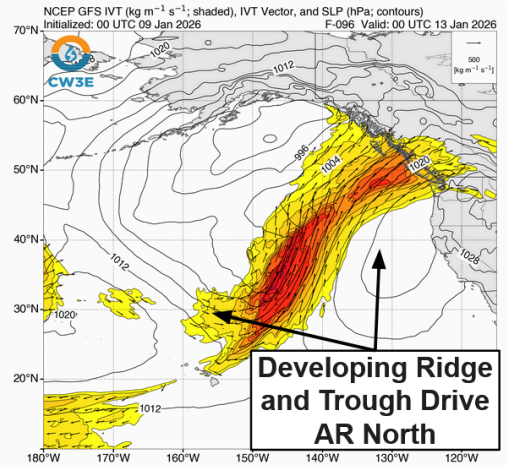 NCEP GFS IVT (kg m⁻¹ s⁻¹; shaded), IVT Vector, and SLP (hPa; contours)
Initialized: 00 UTC 09 Jan 2026 F-096 Valid: 00 UTC 13 Jan 2026
70°N
CW3E
1020
1012
500
[kg m⁻¹ s⁻¹]
60°N
996
1004
1020
50°N
40°N
1012
1028
30°N
1020
20°N
1012
Developing Ridge
and Trough Drive
AR North
10°N
180°W 170°W 160°W 150°W 140°W 130°W 120°W